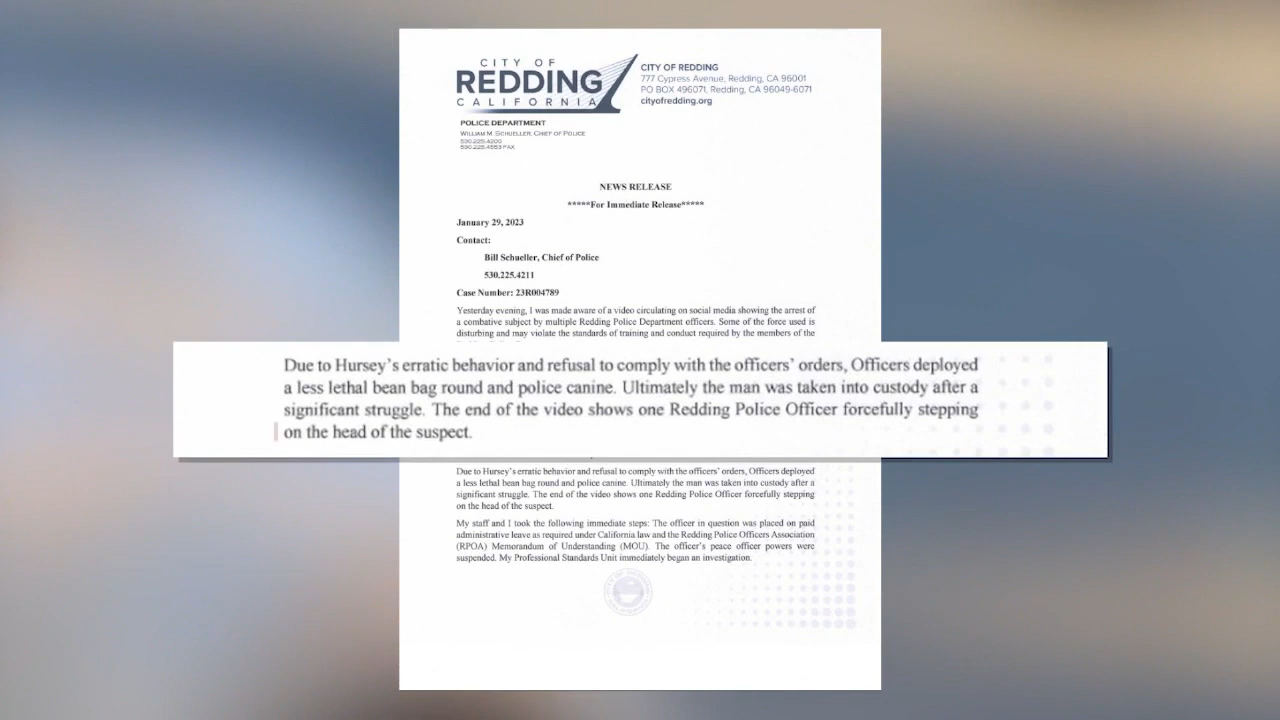 CITY OF
REDDING
CALIFORNIA
CITY OF REDDING
777 Cypress Avenue, Redding, CA 96001
PO BOX 496071, Redding, CA 96049-6071
cityofredding.org
POLICE DEPARTMENT
WILLIAM M. SCHUELLER, CHIEF OF POLICE
530.225.4200
530.225.4553 FAX
NEWS RELEASE
*****For Immediate Release*****
January 29, 2023
Contact:
Bill Schueller, Chief of Police
530.225.4211
Case Number: 23R004789
Yesterday evening, I was made aware of a video circulating on social media showing the arrest of
a combative subject by multiple Redding Police Department officers. Some of the force used is
disturbing and may violate the standards of training and conduct required by the members of the
Due to Hursey's erratic behavior and refusal to comply with the officers' orders, Officers deployed
a less lethal bean bag round and police canine. Ultimately the man was taken into custody after a
significant struggle. The end of the video shows one Redding Police Officer forcefully stepping
on the head of the suspect.
Due to Hursey's erratic behavior and refusal to comply with the officers' orders, Officers deployed
a less lethal bean bag round and police canine. Ultimately the man was taken into custody after a
significant struggle. The end of the video shows one Redding Police Officer forcefully stepping
on the head of the suspect.
My staff and I took the following immediate steps: The officer in question was placed on paid
administrative leave as required under California law and the Redding Police Officers Association
(RPOA) Memorandum of Understanding (MOU). The officer's peace officer powers were
suspended. My Professional Standards Unit immediately began an investigation.